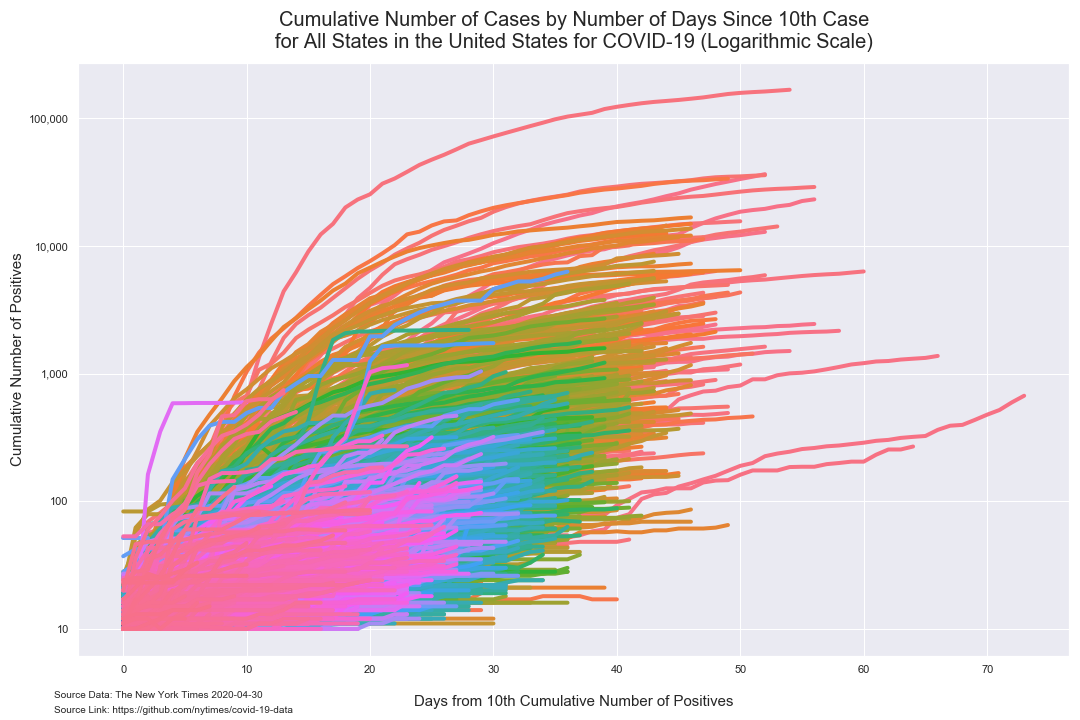 Cumulative Number of Cases by Number of Days Since 10th Case
for All States in the United States for COVID-19 (Logarithmic Scale)
Cumulative Number of Positives
100,000
10,000
1,000
100
10
0
10
20
30
40
50
60
70
Days from 10th Cumulative Number of Positives
Source Data: The New York Times 2020-04-30
Source Link: https://github.com/nytimes/covid-19-data